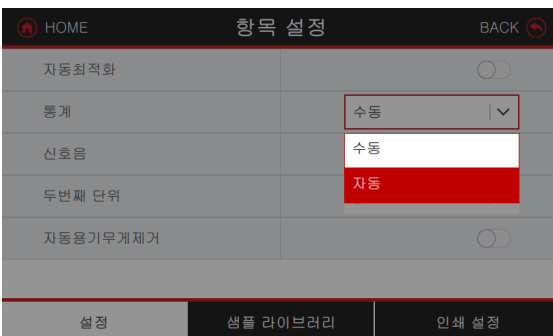 HOME 항목 설정 BACK
자동최적화
통계 수동
수동
신호음
자동
두번째 단위
자동용기무게제거
설정 샘플 라이브러리 인쇄 설정